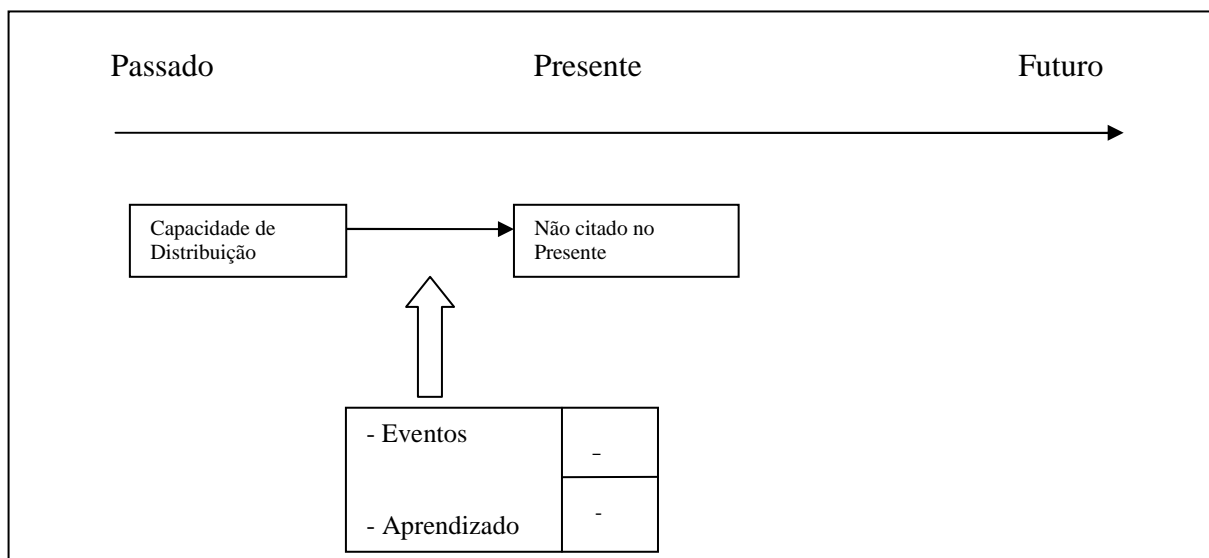 Passado Presente Futuro
Capacidade de
Distribuição
Não citado no
Presente
- Eventos
-
- Aprendizado
-